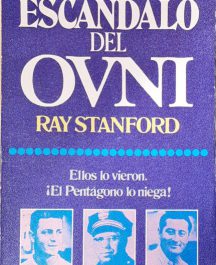 ESCANDALO
DEL
OVNI
RAY STANFORD
Ellos lo vieron.
¡El Pentágono lo niega!